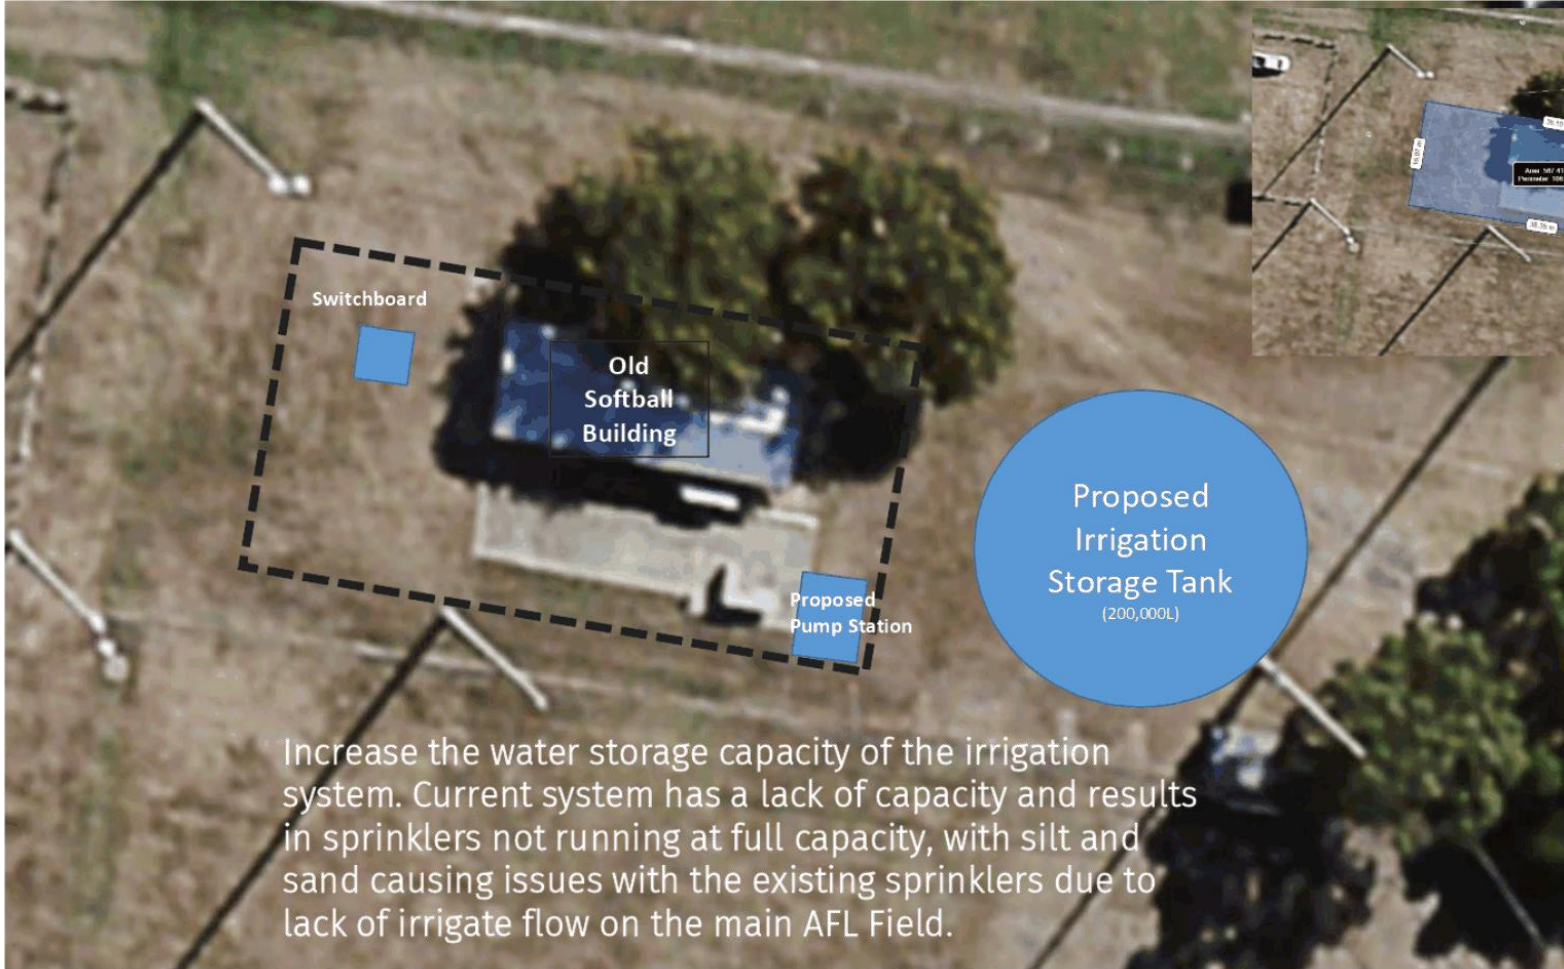 Switchboard
Old
Softball
Building
Proposed
Irrigation
Storage Tank
(200,000L)
Proposed
Pump Station
Increase the water storage capacity of the irrigation
system. Current system has a lack of capacity and results
in sprinklers not running at full capacity, with silt and
sand causing issues with the existing sprinklers due to
lack of irrigate flow on the main AFL Field.